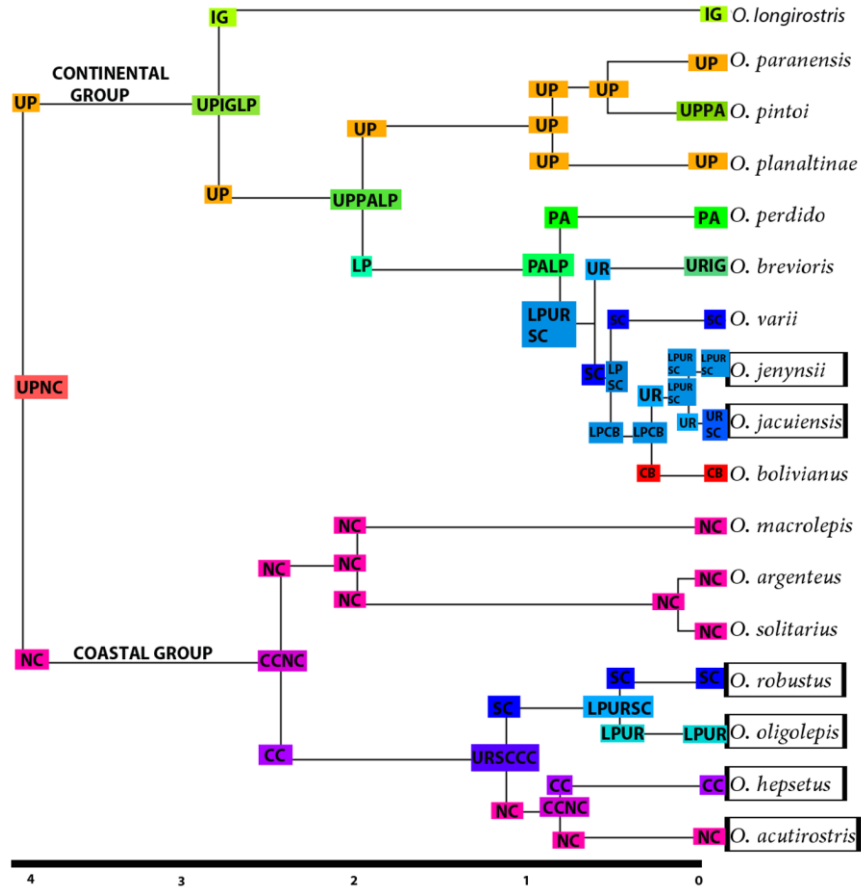 IG
IG O. longirostris
CONTINENTAL
GROUP
UP
UPIGLP
UP
UP
UP
UP O. paranensis
UPPA O. pintoi
UP
UP
UP
UP O. planaltinae
UPPALP
LP
PA
PA O. perdido
PALP
UR
URIG O. brevioris
LPUR
SC
SC
SC O. varii
SC
LP
SC
LPUR
SC
LPUR
SC
O. jenynsii
UR
LPUR
SC
UR
UR
SC
O. jacuiensis
LPCB
LPCB
CB
CB O. bolivianus
UPNC
NC
NC O. macrolepis
NC
NC
NC
NC O. argenteus
NC
NC O. solitarius
NC
COASTAL GROUP
CCNC
SC
SC O. robustus
SC
LPURSC
LPUR
LPUR O. oligolepis
CC
URSCCC
CC
CC O. hepsetus
NC
CCNC
NC
NC O. acutirostris
4
3
2
1
0